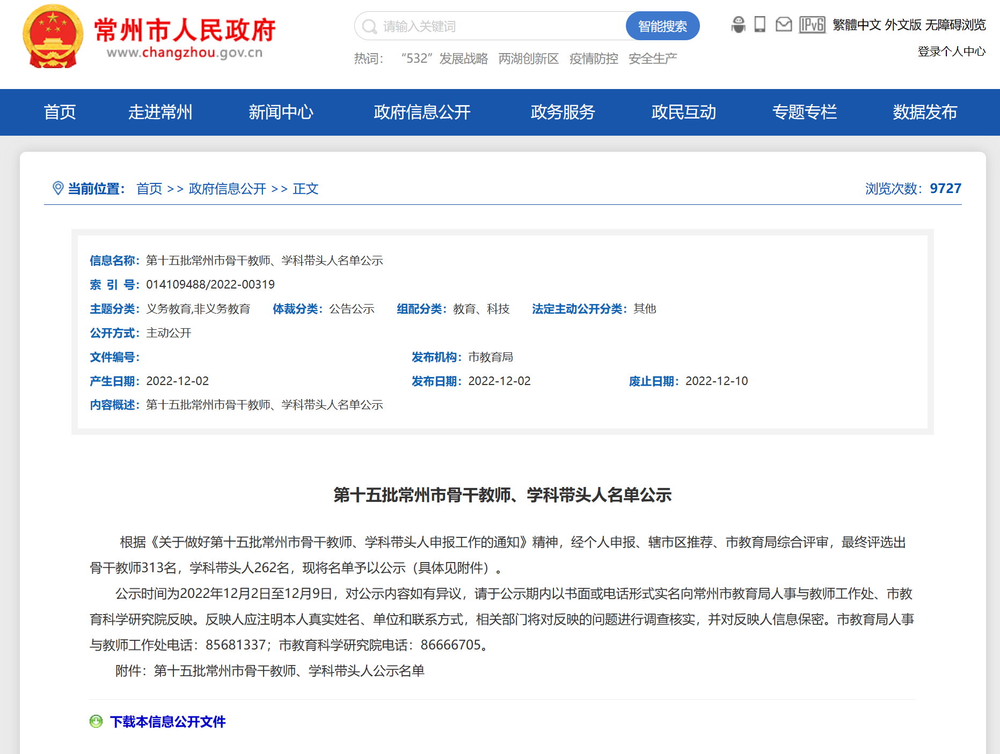 常州市人民政府
www.changzhou.gov.cn
请输入关键词
智能搜索
热词： “532”发展战略 两湖创新区 疫情防控 安全生产
IPv6 繁體中文 外文版 无障碍浏览
登录个人中心
首页 走进常州 新闻中心 政府信息公开 政务服务 政民互动 专题专栏 数据发布
当前位置： 首页 >> 政府信息公开 >> 正文
浏览次数：9727
信息名称：第十五批常州市骨干教师、学科带头人名单公示
索 引 号：014109488/2022-00319
主题分类：义务教育,非义务教育 体裁分类：公告公示 组配分类：教育、科技 法定主动公开分类：其他
公开方式：主动公开
文件编号： 发布机构：市教育局
产生日期：2022-12-02 发布日期：2022-12-02 废止日期：2022-12-10
内容概述：第十五批常州市骨干教师、学科带头人名单公示
第十五批常州市骨干教师、学科带头人名单公示
根据《关于做好第十五批常州市骨干教师、学科带头人申报工作的通知》精神，经个人申报、辖市区推荐、市教育局综合评审，最终评选出
骨干教师313名，学科带头人262名，现将名单予以公示（具体见附件）。
公示时间为2022年12月2日至12月9日，对公示内容如有异议，请于公示期内以书面或电话形式实名向常州市教育局人事与教师工作处、市教
育科学研究院反映。反映人应注明本人真实姓名、单位和联系方式，相关部门将对反映的问题进行调查核实，并对反映人信息保密。市教育局人事
与教师工作处电话：85681337；市教育科学研究院电话：86666705。
附件：第十五批常州市骨干教师、学科带头人公示名单
下载本信息公开文件